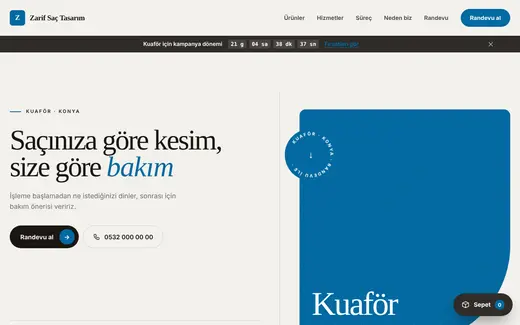 Z Zarif Saç Tasarım
Ürünler Hizmetler Süreç Neden biz Randevu Randevu al
Kuaför için kampanya dönemi 21 g 04 sa 38 dk 37 sn
KUAFÖR · KONYA
Saçınıza göre kesim,
size göre bakım
İşleme başlamadan ne istediğinizi dinler, sonrası için
bakım önerisi veririz.
Randevu al → 0532 000 00 00
KUAFÖR · KONYA · RANDEVU İLE ·
↓
Kuaför
Sepet 0